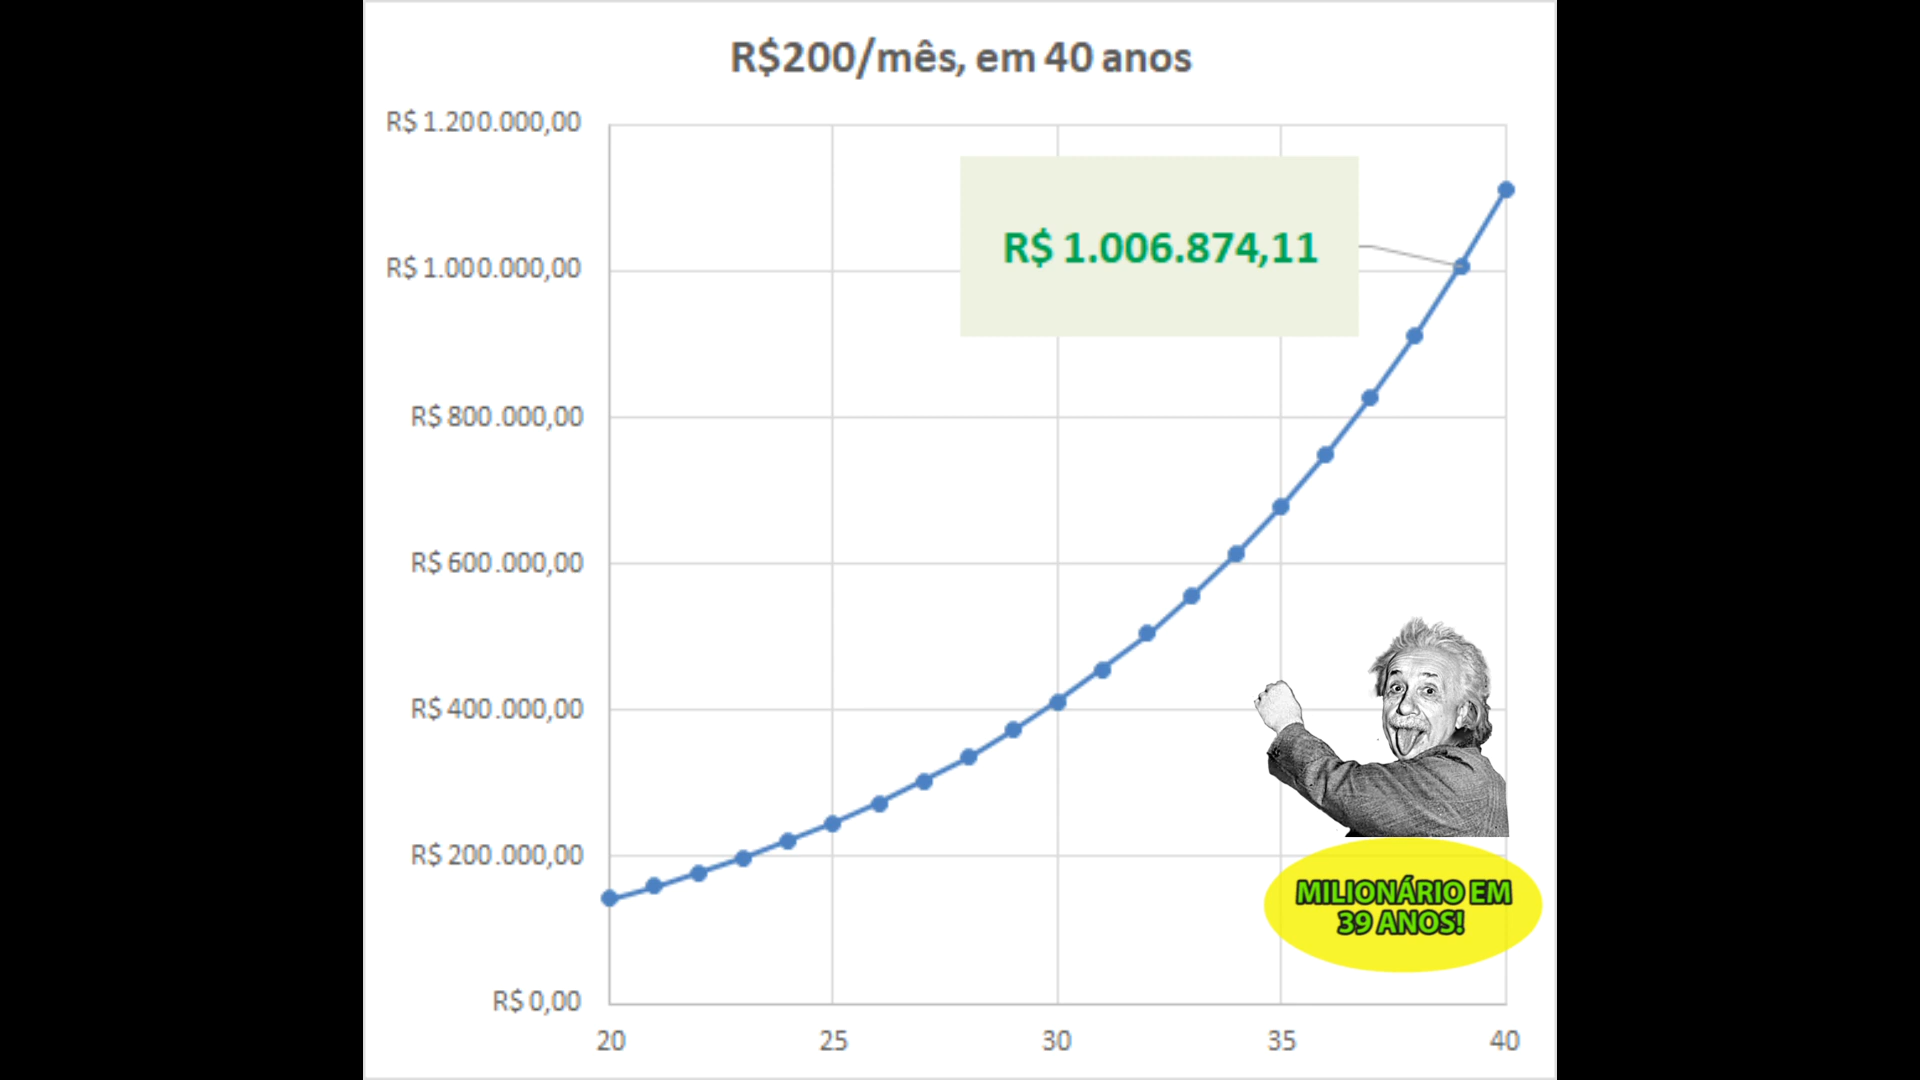 R$200/mês, em 40 anos
R$ 1.200.000,00
R$ 1.000.000,00
R$ 800.000,00
R$ 600.000,00
R$ 400.000,00
R$ 200.000,00
R$ 0,00
R$ 1.006.874,11
MILIONÁRIO EM
39 ANOS!
20 25 30 35 40